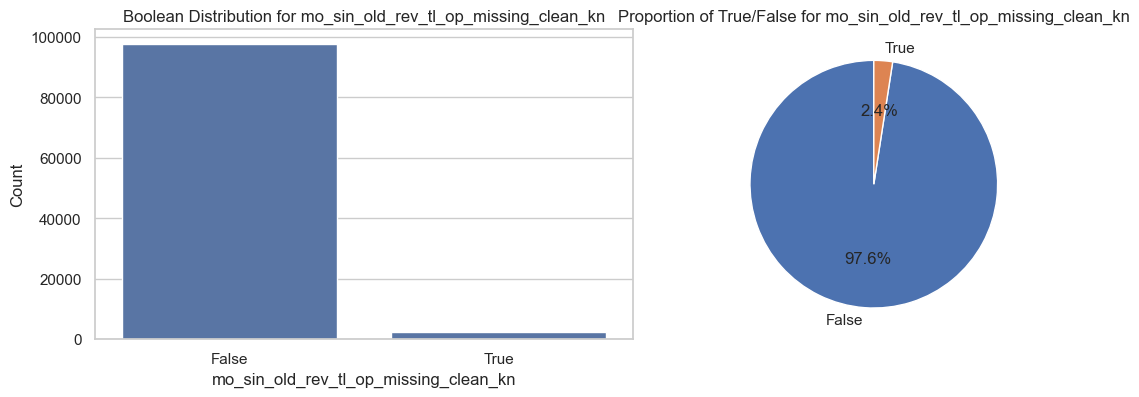 Boolean Distribution for mo_sin_old_rev_tl_op_missing_clean_kn
100000
80000
60000
40000
20000
0
Count
False
True
mo_sin_old_rev_tl_op_missing_clean_kn
Proportion of True/False for mo_sin_old_rev_tl_op_missing_clean_kn
True
2.4%
97.6%
False